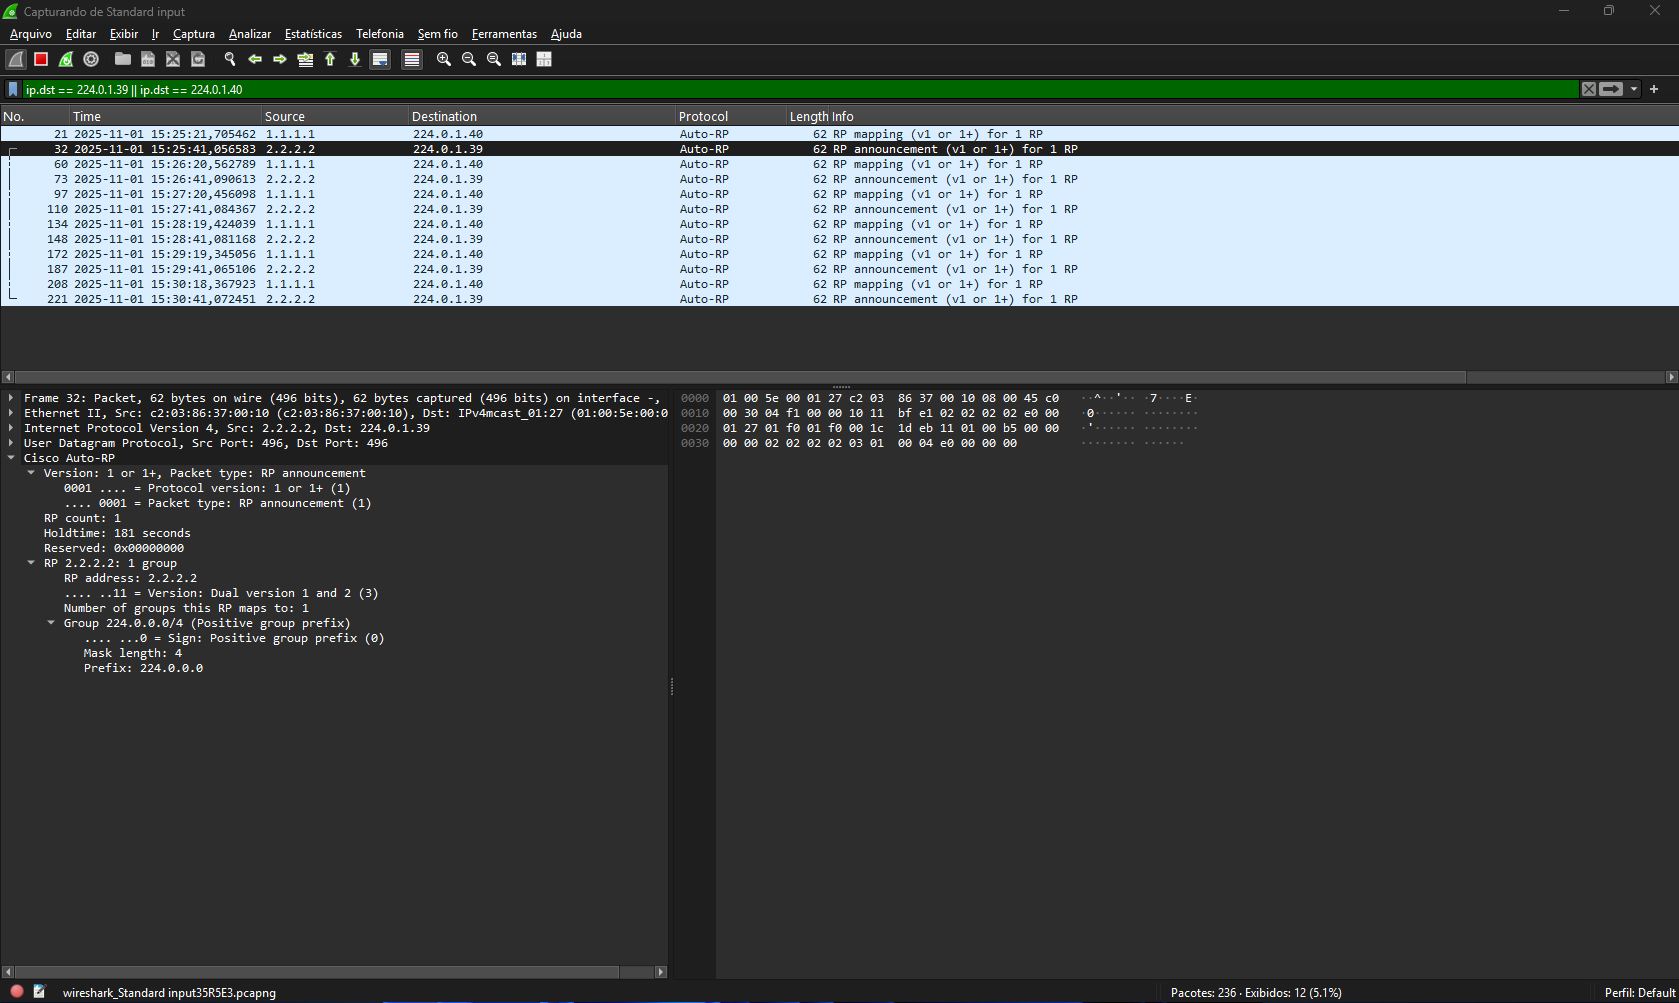 Capturando de Standard input
Arquivo Editar Exibir Ir Captura Analizar Estatísticas Telefonia Sem fio Ferramentas Ajuda
ip.dst == 224.0.1.39 || ip.dst == 224.0.1.40
No. Time Source Destination Protocol Length Info
21 2025-11-01 15:25:21,705462 1.1.1.1 224.0.1.40 Auto-RP 62 RP mapping (v1 or 1+) for 1 RP
32 2025-11-01 15:25:41,056583 2.2.2.2 224.0.1.39 Auto-RP 62 RP announcement (v1 or 1+) for 1 RP
60 2025-11-01 15:26:20,562789 1.1.1.1 224.0.1.40 Auto-RP 62 RP mapping (v1 or 1+) for 1 RP
73 2025-11-01 15:26:41,090613 2.2.2.2 224.0.1.39 Auto-RP 62 RP announcement (v1 or 1+) for 1 RP
97 2025-11-01 15:27:20,456098 1.1.1.1 224.0.1.40 Auto-RP 62 RP mapping (v1 or 1+) for 1 RP
110 2025-11-01 15:27:41,084367 2.2.2.2 224.0.1.39 Auto-RP 62 RP announcement (v1 or 1+) for 1 RP
134 2025-11-01 15:28:19,424039 1.1.1.1 224.0.1.40 Auto-RP 62 RP mapping (v1 or 1+) for 1 RP
148 2025-11-01 15:28:41,081168 2.2.2.2 224.0.1.39 Auto-RP 62 RP announcement (v1 or 1+) for 1 RP
172 2025-11-01 15:29:19,345056 1.1.1.1 224.0.1.40 Auto-RP 62 RP mapping (v1 or 1+) for 1 RP
187 2025-11-01 15:29:41,065106 2.2.2.2 224.0.1.39 Auto-RP 62 RP announcement (v1 or 1+) for 1 RP
208 2025-11-01 15:30:18,367923 1.1.1.1 224.0.1.40 Auto-RP 62 RP mapping (v1 or 1+) for 1 RP
221 2025-11-01 15:30:41,072451 2.2.2.2 224.0.1.39 Auto-RP 62 RP announcement (v1 or 1+) for 1 RP
Frame 32: Packet, 62 bytes on wire (496 bits), 62 bytes captured (496 bits) on interface -,
Ethernet II, Src: c2:03:86:37:00:10 (c2:03:86:37:00:10), Dst: IPv4mcast_01:27 (01:00:5e:00:0
Internet Protocol Version 4, Src: 2.2.2.2, Dst: 224.0.1.39
User Datagram Protocol, Src Port: 496, Dst Port: 496
Cisco Auto-RP
Version: 1 or 1+, Packet type: RP announcement
0001 .... = Protocol version: 1 or 1+ (1)
.... 0001 = Packet type: RP announcement (1)
RP count: 1
Holdtime: 181 seconds
Reserved: 0x00000000
RP 2.2.2.2: 1 group
RP address: 2.2.2.2
.... ..11 = Version: Dual version 1 and 2 (3)
Number of groups this RP maps to: 1
Group 224.0.0.0/4 (Positive group prefix)
.... ...0 = Sign: Positive group prefix (0)
Mask length: 4
Prefix: 224.0.0.0
0000 01 00 5e 00 01 27 c2 03 86 37 00 10 08 00 45 c0 ··^··'·· ·7····E·
0010 00 30 04 f1 00 00 10 11 bf e1 02 02 02 02 e0 00 ·0······ ········
0020 01 27 01 f0 01 f0 00 1c 1d eb 11 01 00 b5 00 00 ·'······ ········
0030 00 00 02 02 02 02 03 01 00 04 e0 00 00 00 ········ ······
wireshark_Standard input35R5E3.pcapng
Pacotes: 236 · Exibidos: 12 (5.1%)
Perfil: Default